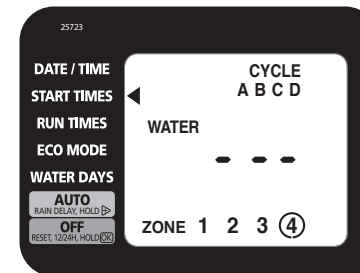 25723
DATE / TIME
START TIMES
RUN TIMES
ECO MODE
WATER DAYS
AUTO
RAIN DELAY, HOLD
OFF
RESET, 12/24H, HOLD OK
CYCLE
A B C D
WATER
- - -
ZONE 1 2 3 4